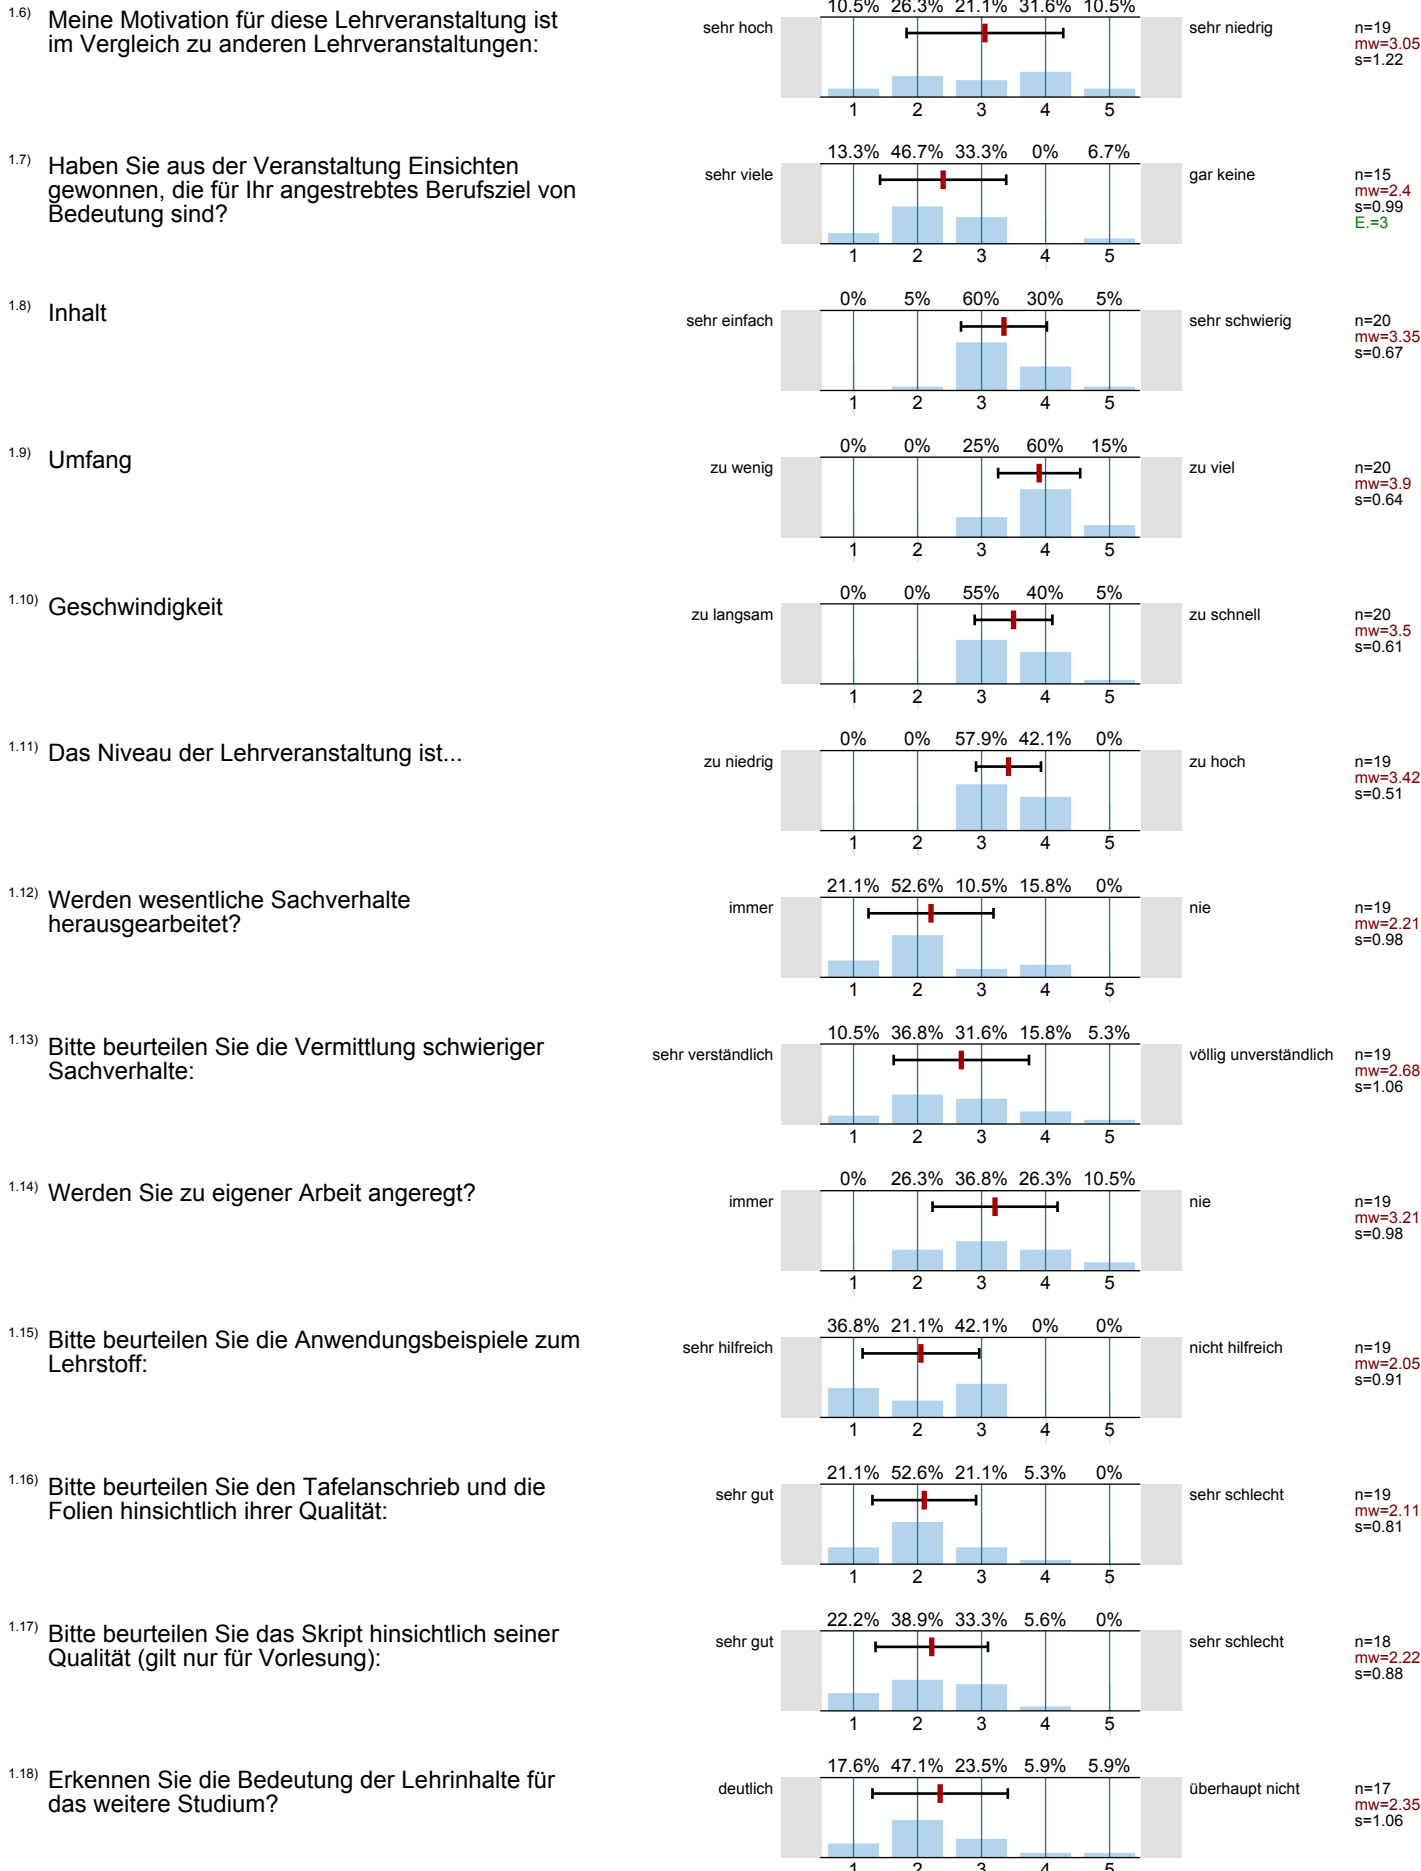 1.6) Meine Motivation für diese Lehrveranstaltung ist
im Vergleich zu anderen Lehrveranstaltungen:
10.5% 26.3% 21.1% 31.6% 10.5%
sehr hoch
sehr niedrig
n=19
mw=3.05
s=1.22
1 2 3 4 5
1.7) Haben Sie aus der Veranstaltung Einsichten
gewonnen, die für Ihr angestrebtes Berufsziel von
Bedeutung sind?
13.3% 46.7% 33.3% 0% 6.7%
sehr viele
gar keine
n=15
mw=2.4
s=0.99
E.=3
1 2 3 4 5
1.8) Inhalt
0% 5% 60% 30% 5%
sehr einfach
sehr schwierig
n=20
mw=3.35
s=0.67
1 2 3 4 5
1.9) Umfang
0% 0% 25% 60% 15%
zu wenig
zu viel
n=20
mw=3.9
s=0.64
1 2 3 4 5
1.10) Geschwindigkeit
0% 0% 55% 40% 5%
zu langsam
zu schnell
n=20
mw=3.5
s=0.61
1 2 3 4 5
1.11) Das Niveau der Lehrveranstaltung ist...
0% 0% 57.9% 42.1% 0%
zu niedrig
zu hoch
n=19
mw=3.42
s=0.51
1 2 3 4 5
1.12) Werden wesentliche Sachverhalte
herausgearbeitet?
21.1% 52.6% 10.5% 15.8% 0%
immer
nie
n=19
mw=2.21
s=0.98
1 2 3 4 5
1.13) Bitte beurteilen Sie die Vermittlung schwieriger
Sachverhalte:
10.5% 36.8% 31.6% 15.8% 5.3%
sehr verständlich
völlig unverständlich
n=19
mw=2.68
s=1.06
1 2 3 4 5
1.14) Werden Sie zu eigener Arbeit angeregt?
0% 26.3% 36.8% 26.3% 10.5%
immer
nie
n=19
mw=3.21
s=0.98
1 2 3 4 5
1.15) Bitte beurteilen Sie die Anwendungsbeispiele zum
Lehrstoff:
36.8% 21.1% 42.1% 0% 0%
sehr hilfreich
nicht hilfreich
n=19
mw=2.05
s=0.91
1 2 3 4 5
1.16) Bitte beurteilen Sie den Tafelanschrieb und die
Folien hinsichtlich ihrer Qualität:
21.1% 52.6% 21.1% 5.3% 0%
sehr gut
sehr schlecht
n=19
mw=2.11
s=0.81
1 2 3 4 5
1.17) Bitte beurteilen Sie das Skript hinsichtlich seiner
Qualität (gilt nur für Vorlesung):
22.2% 38.9% 33.3% 5.6% 0%
sehr gut
sehr schlecht
n=18
mw=2.22
s=0.88
1 2 3 4 5
1.18) Erkennen Sie die Bedeutung der Lehrinhalte für
das weitere Studium?
17.6% 47.1% 23.5% 5.9% 5.9%
deutlich
überhaupt nicht
n=17
mw=2.35
s=1.06
1 2 3 4 5